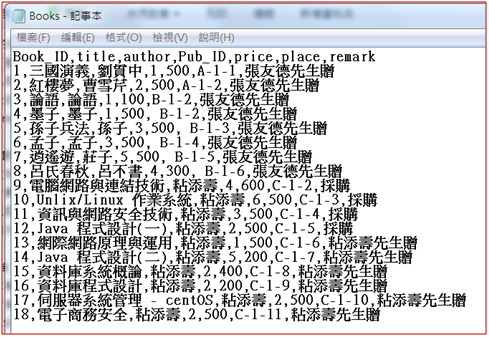 Books - 記事本
檔案(F) 編輯(E) 格式(O) 檢視(V) 說明(H)
Book_ID,title,author,Pub_ID,price,place,remark
1,三國演義,劉貫中,1,500,A-1-1,張友德先生贈
2,紅樓夢,曹雪芹,2,500,A-1-2,張友德先生贈
3,論語,論語,1,100,B-1-2,張友德先生贈
4,墨子,墨子,1,500, B-1-2,張友德先生贈
5,孫子兵法,孫子,3,500, B-1-3,張友德先生贈
6,孟子,孟子,3,500, B-1-4,張友德先生贈
7,逍遙遊,莊子,5,500, B-1-5,張友德先生贈
8,呂氏春秋,呂不書,4,300, B-1-6,張友德先生贈
9,電腦網路與連結技術,粘添壽,4,600,C-1-2,採購
10,Unlix/Linux 作業系統,粘添壽,6,500,C-1-3,採購
11,資訊與網路安全技術,粘添壽,3,500,C-1-4,採購
12,Java 程式設計(一),粘添壽,2,500,C-1-5,採購
13,網際網路原理與運用,粘添壽,1,500,C-1-6,粘添壽先生贈
14,Java 程式設計(二),粘添壽,5,200,C-1-7,粘添壽先生贈
15,資料庫系統概論,粘添壽,2,400,C-1-8,粘添壽先生贈
16,資料庫程式設計,粘添壽,2,200,C-1-9,粘添壽先生贈
17,伺服器系統管理 - centOS,粘添壽,2,500,C-1-10,粘添壽先生贈
18,電子商務安全,粘添壽,2,500,C-1-11,粘添壽先生贈